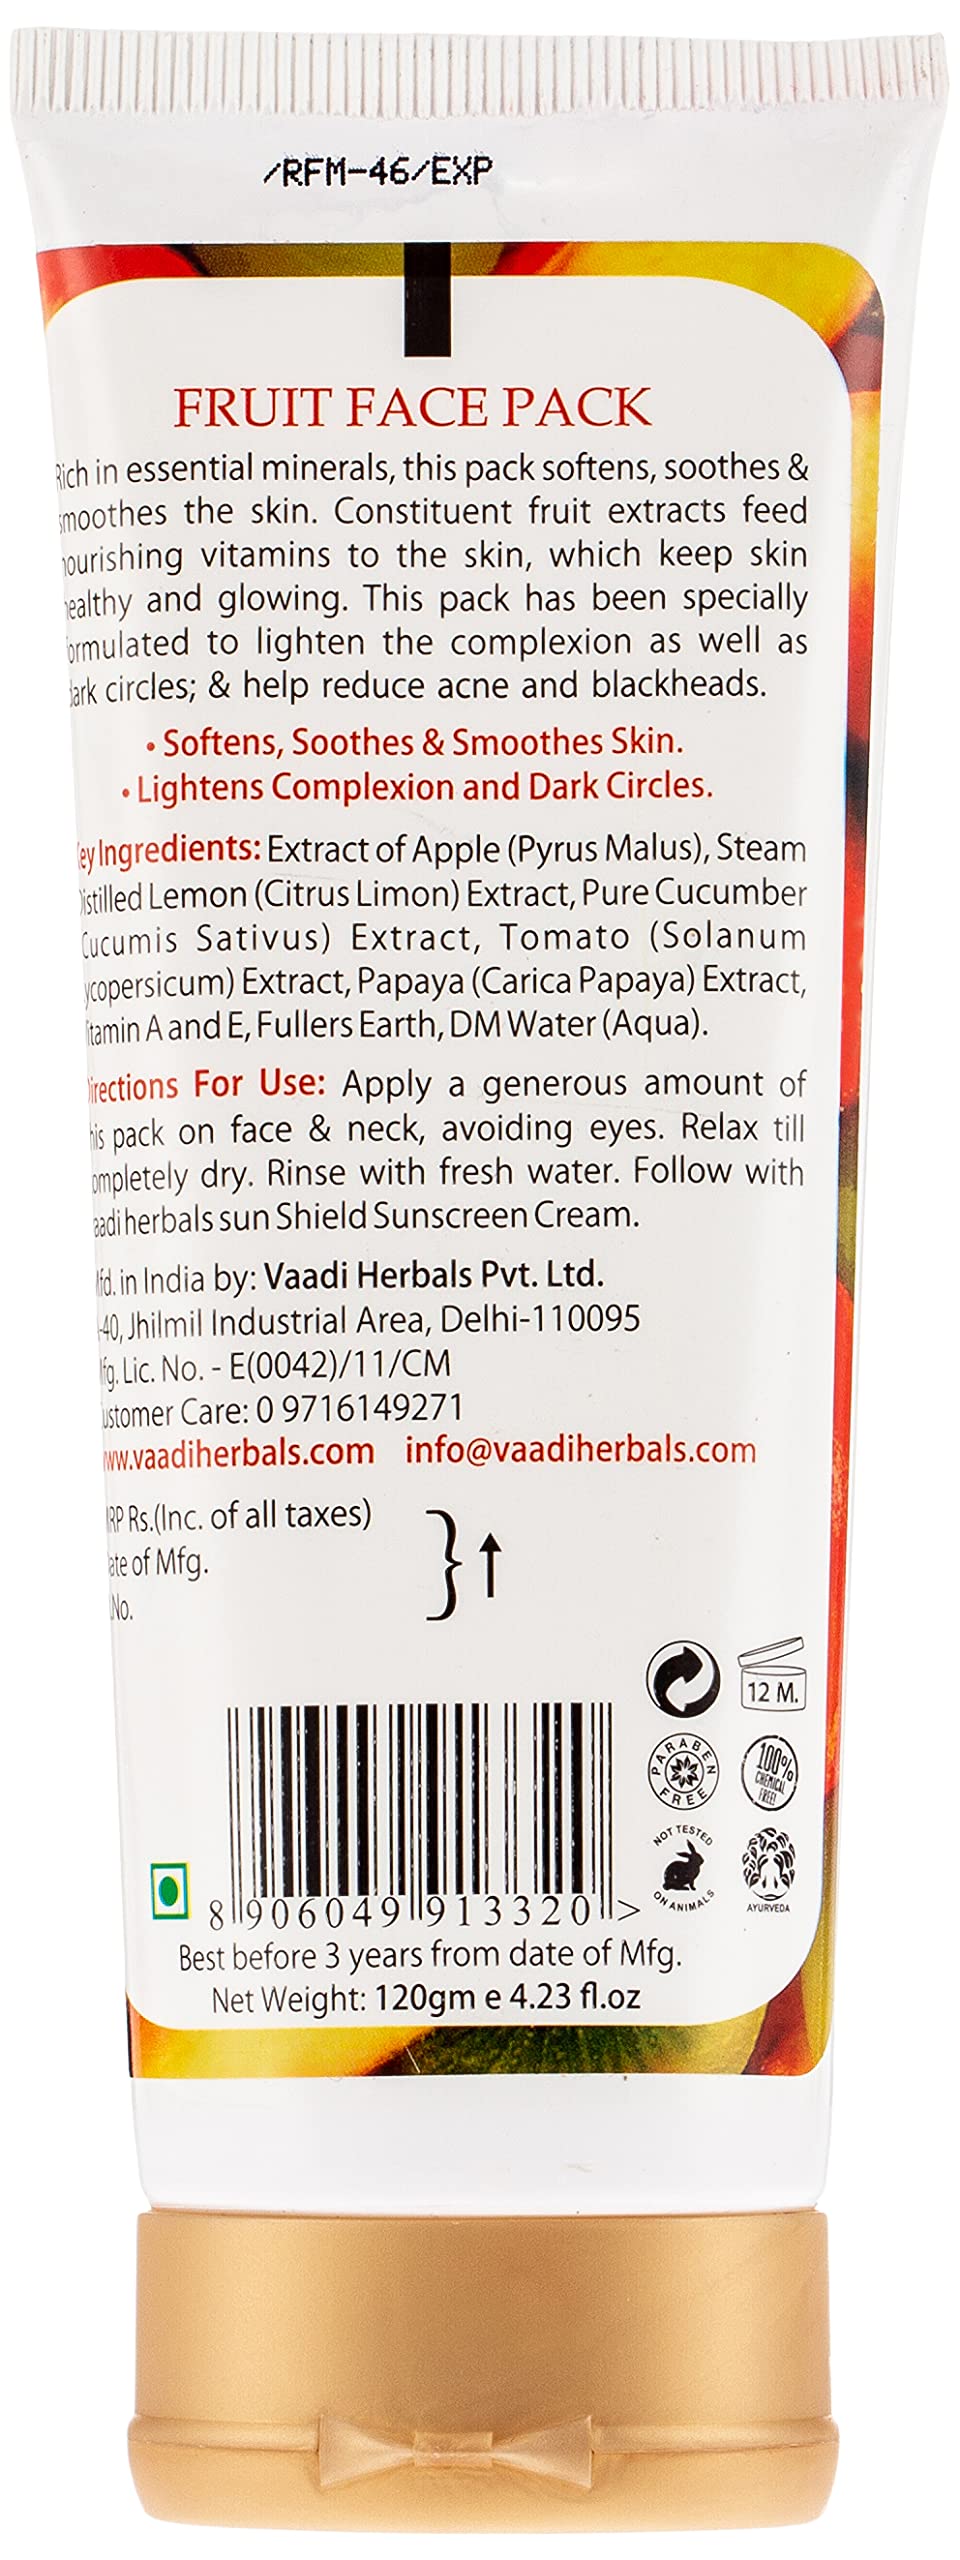 /RFM-46/EXP
FRUIT FACE PACK
Rich in essential minerals, this pack softens, soothes &
smoothes the skin. Constituent fruit extracts feed
nourishing vitamins to the skin, which keep skin
healthy and glowing. This pack has been specially
formulated to lighten the complexion as well as
dark circles; & help reduce acne and blackheads.
• Softens, Soothes & Smoothes Skin.
• Lightens Complexion and Dark Circles.
Key Ingredients: Extract of Apple (Pyrus Malus), Steam
Distilled Lemon (Citrus Limon) Extract, Pure Cucumber
(Cucumis Sativus) Extract, Tomato (Solanum
lycopersicum) Extract, Papaya (Carica Papaya) Extract,
Vitamin A and E, Fullers Earth, DM Water (Aqua).
Directions For Use: Apply a generous amount of
this pack on face & neck, avoiding eyes. Relax till
completely dry. Rinse with fresh water. Follow with
Vaadi herbals sun Shield Sunscreen Cream.
Mfd. in India by: Vaadi Herbals Pvt. Ltd.
-40, Jhilmil Industrial Area, Delhi-110095
Mfg. Lic. No. - E(0042)/11/CM
Customer Care: 0 9716149271
www.vaadiherbals.com info@vaadiherbals.com
MRP Rs.(Inc. of all taxes)
Date of Mfg.
.No.
12 M.
PARABEN FREE
100% CHEMICAL FREE!
NOT TESTED ON ANIMALS
AYURVEDA
8 906049 913320 >
Best before 3 years from date of Mfg.
Net Weight: 120gm e 4.23 fl.oz